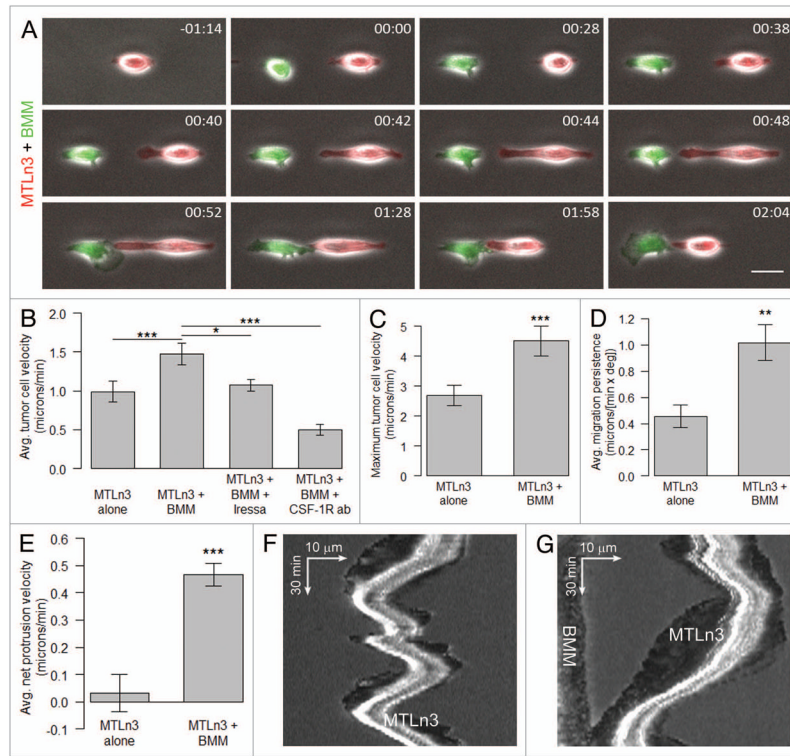 A
MTLn3 + BMM
-01:14
00:00
00:28
00:38
00:40
00:42
00:44
00:48
00:52
01:28
01:58
02:04
B
Avg. tumor cell velocity
(microns/min)
2.0
1.5
1.0
0.5
0.0
***
*
***
MTLn3
alone
MTLn3 +
BMM
MTLn3 +
BMM +
Iressa
MTLn3 +
BMM +
CSF-1R ab
C
Maximum tumor cell velocity
(microns/min)
5
4
3
2
1
0
***
MTLn3
alone
MTLn3 +
BMM
D
Avg. migration persistence
(microns/[min x deg])
1.2
1.0
0.8
0.6
0.4
0.2
0.0
**
MTLn3
alone
MTLn3 +
BMM
E
Avg. net protrusion velocity
(microns/min)
0.6
0.5
0.4
0.3
0.2
0.1
0.0
-0.1
***
MTLn3
alone
MTLn3 +
BMM
F
10 µm
30 min
MTLn3
G
10 µm
30 min
BMM
MTLn3